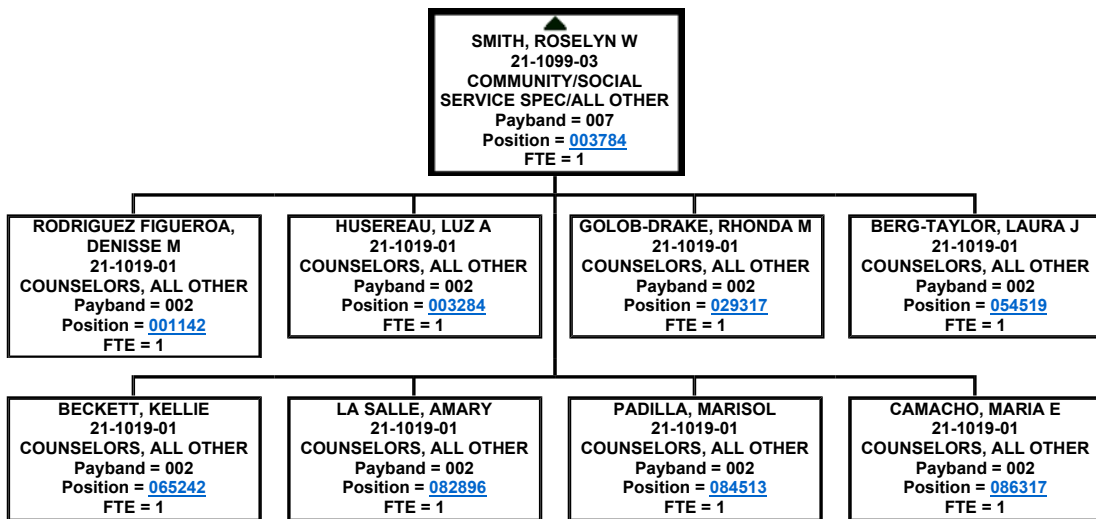 SMITH, ROSELYN W
21-1099-03
COMMUNITY/SOCIAL
SERVICE SPEC/ALL OTHER
Payband = 007
Position = 003784
FTE = 1
RODRIGUEZ FIGUEROA,
DENISSE M
21-1019-01
COUNSELORS, ALL OTHER
Payband = 002
Position = 001142
FTE = 1
HUSEREAU, LUZ A
21-1019-01
COUNSELORS, ALL OTHER
Payband = 002
Position = 003284
FTE = 1
GOLOB-DRAKE, RHONDA M
21-1019-01
COUNSELORS, ALL OTHER
Payband = 002
Position = 029317
FTE = 1
BERG-TAYLOR, LAURA J
21-1019-01
COUNSELORS, ALL OTHER
Payband = 002
Position = 054519
FTE = 1
BECKETT, KELLIE
21-1019-01
COUNSELORS, ALL OTHER
Payband = 002
Position = 065242
FTE = 1
LA SALLE, AMARY
21-1019-01
COUNSELORS, ALL OTHER
Payband = 002
Position = 082896
FTE = 1
PADILLA, MARISOL
21-1019-01
COUNSELORS, ALL OTHER
Payband = 002
Position = 084513
FTE = 1
CAMACHO, MARIA E
21-1019-01
COUNSELORS, ALL OTHER
Payband = 002
Position = 086317
FTE = 1